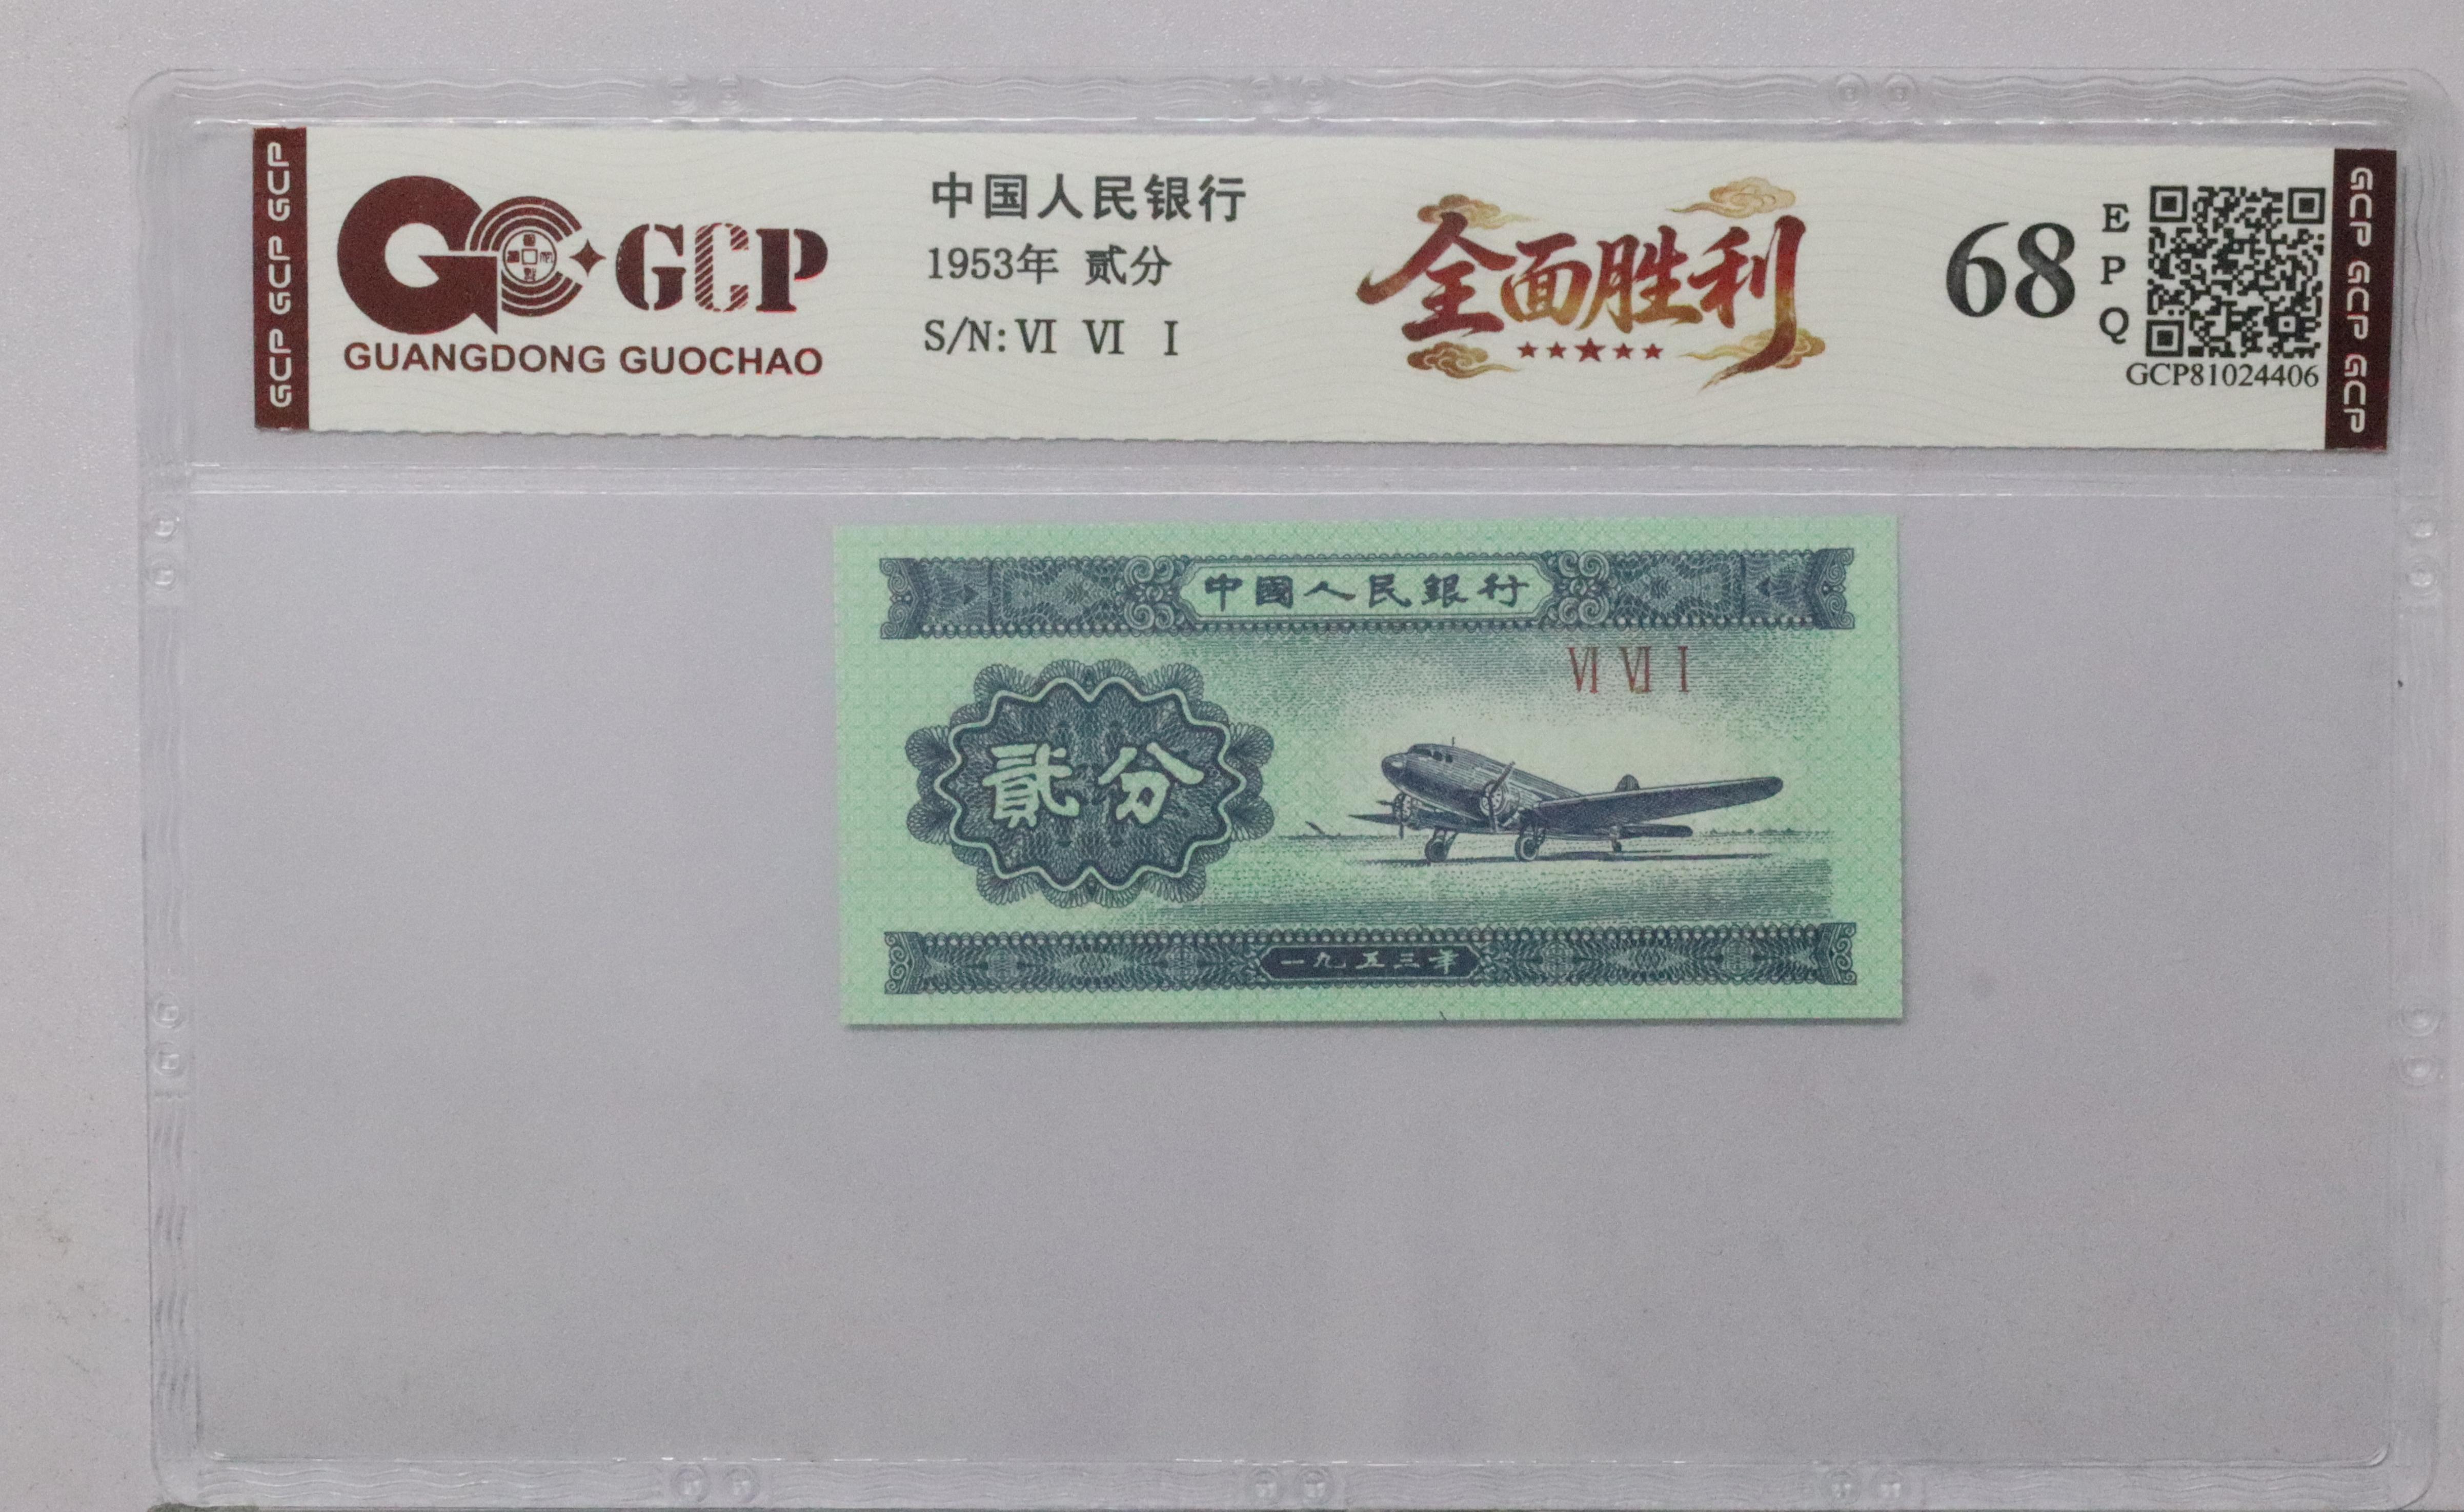 GCP GCP GCP
GCP
GUANGDONG GUOCHAO
中国人民银行
1953年 贰分
S/N: Ⅵ Ⅵ Ⅰ
全面胜利
68
E
P
Q
GCP81024406
GCP GCP GCP
中國人民銀行
Ⅵ Ⅵ Ⅰ
貳分
一九五三年